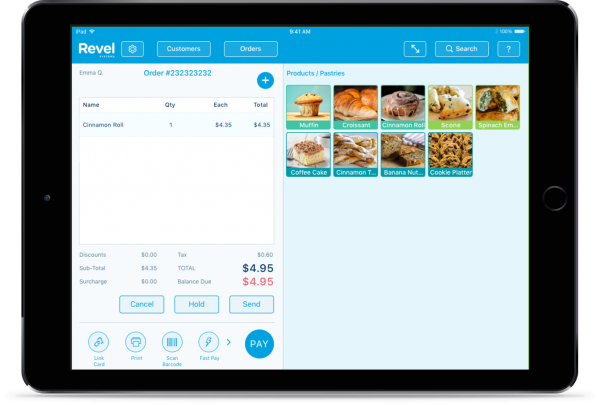 iPad 9:41 AM 100%
Revel Customers Orders Search ?
SYSTEMS
Emma Q. Order #232323232 +
Products / Pastries
Name Qty Each Total
Cinnamon Roll 1 $4.35 $4.35
Muffin Croissant Cinnamon Roll Scone Spinach Em...
Coffee Cake Cinnamon T... Banana Nut... Cookie Platter
Discounts $0.00 Tax $0.60
Sub-Total $4.35 TOTAL $4.95
Surcharge $0.00 Balance Due $4.95
Cancel Hold Send
PAY
Link Card
Print
Scan Barcode
Fast Pay